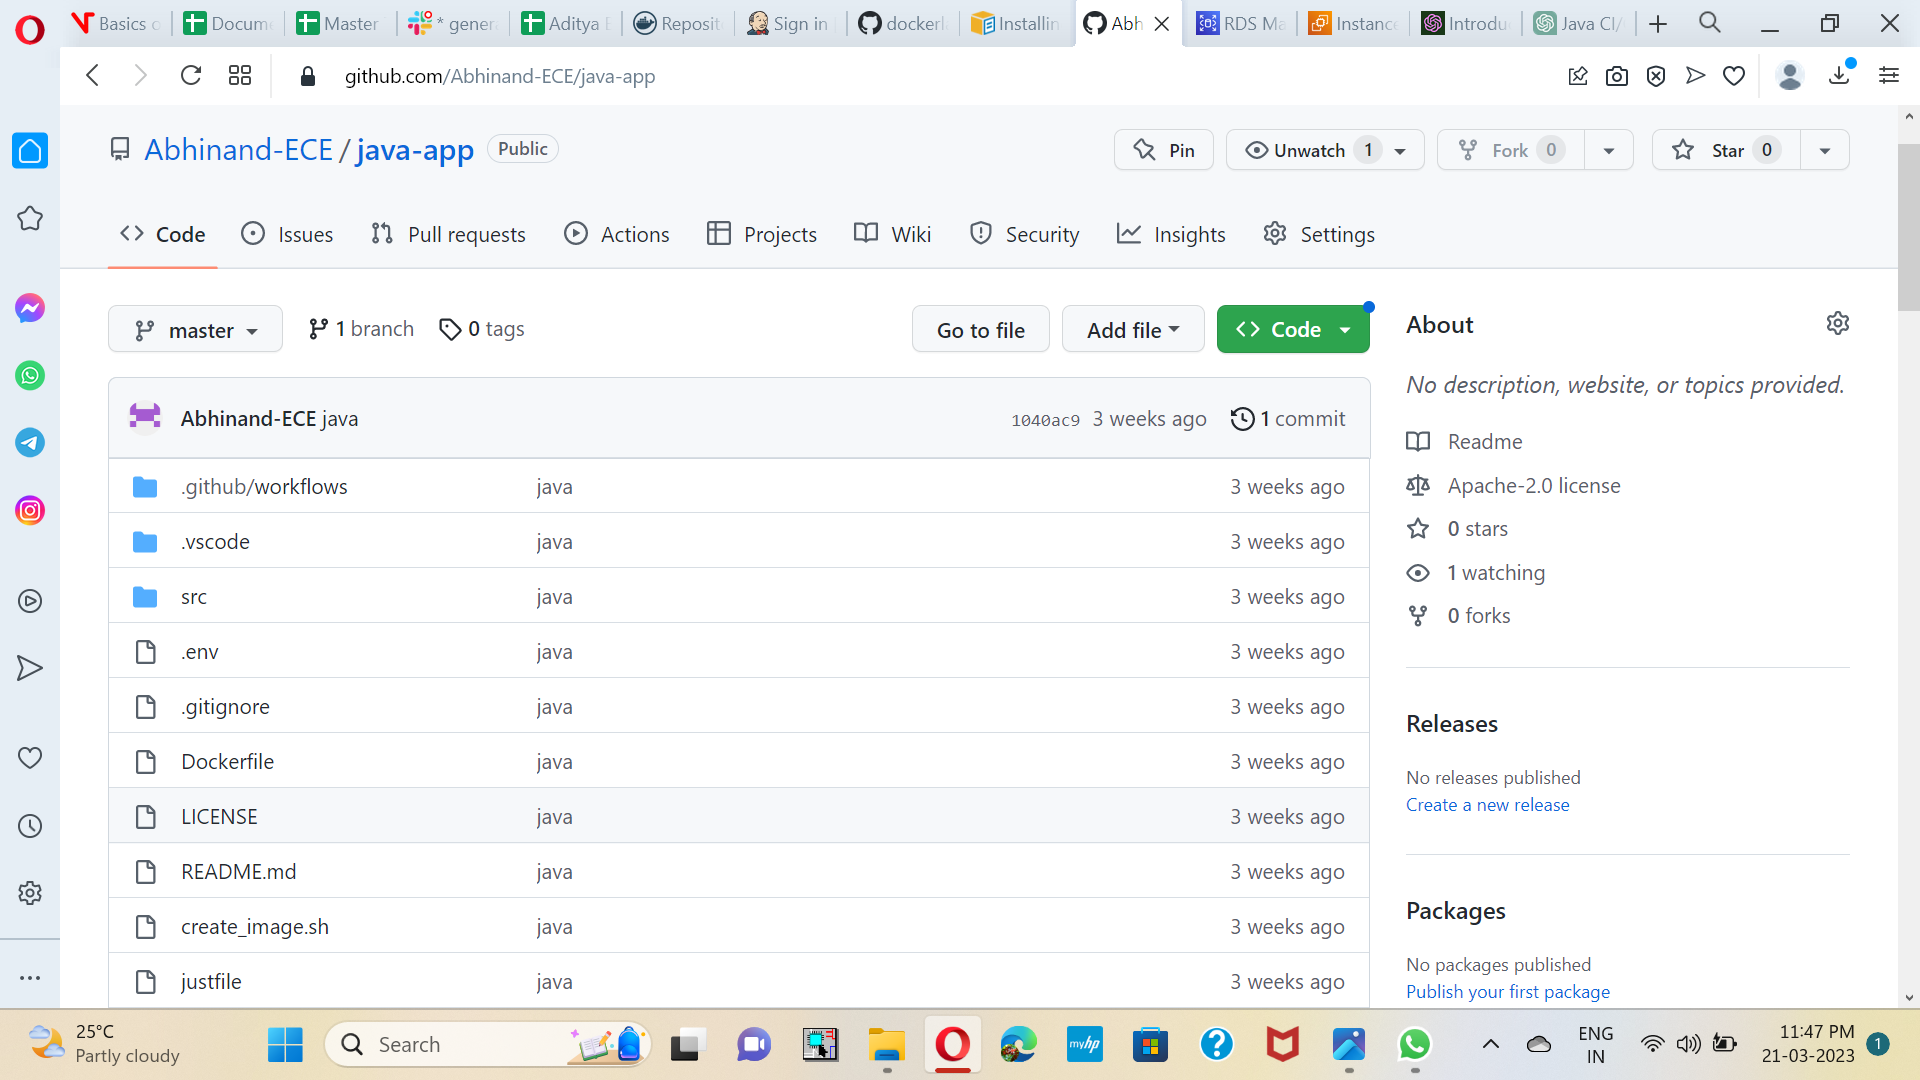 Basics o
Docum
Master
* gener
Aditya
Reposit
Sign in
dockerl
Installin
Abh
RDS Ma
Instance
Introdu
Java CI/
github.com/Abhinand-ECE/java-app
Abhinand-ECE / java-app Public
Pin
Unwatch 1
Fork 0
Star 0
Code
Issues
Pull requests
Actions
Projects
Wiki
Security
Insights
Settings
master
1 branch
0 tags
Go to file
Add file
Code
Abhinand-ECE java
1040ac9 3 weeks ago
1 commit
.github/workflows java 3 weeks ago
.vscode java 3 weeks ago
src java 3 weeks ago
.env java 3 weeks ago
.gitignore java 3 weeks ago
Dockerfile java 3 weeks ago
LICENSE java 3 weeks ago
README.md java 3 weeks ago
create_image.sh java 3 weeks ago
justfile java 3 weeks ago
About
No description, website, or topics provided.
Readme
Apache-2.0 license
0 stars
1 watching
0 forks
Releases
No releases published
Create a new release
Packages
No packages published
Publish your first package
25°C
Partly cloudy
Search
myhp
ENG
IN
11:47 PM
21-03-2023
1